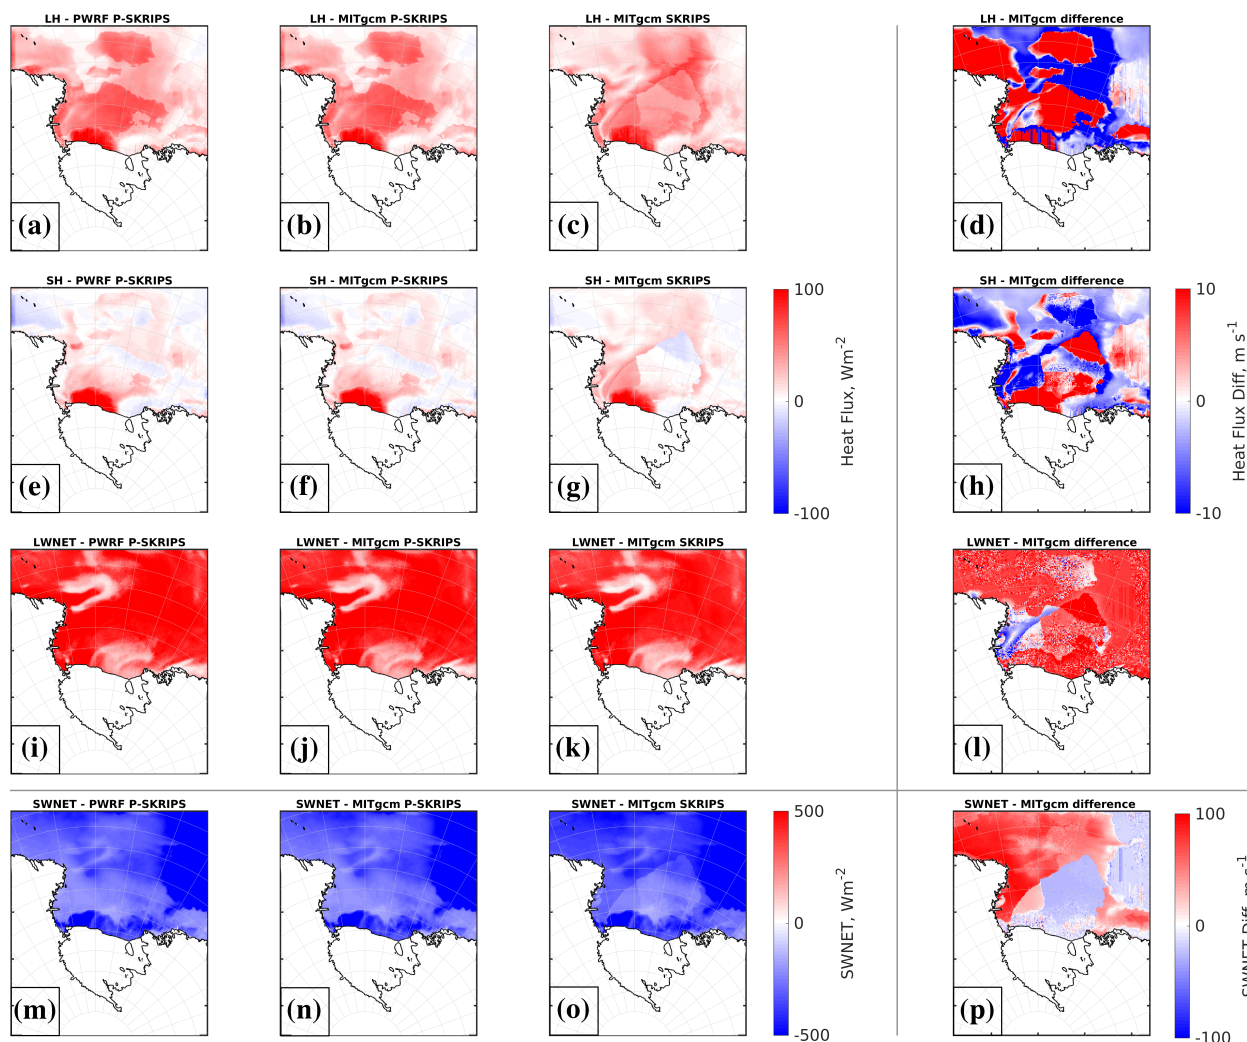 LH - PWRF P-SKRIPS
LH - MITgcm P-SKRIPS
LH - MITgcm SKRIPS
LH - MITgcm difference
(a)
(b)
(c)
(d)
SH - PWRF P-SKRIPS
SH - MITgcm P-SKRIPS
SH - MITgcm SKRIPS
SH - MITgcm difference
100
0
-100
Heat Flux, Wm-2
10
0
-10
Heat Flux Diff, m s-1
(e)
(f)
(g)
(h)
LWNET - PWRF P-SKRIPS
LWNET - MITgcm P-SKRIPS
LWNET - MITgcm SKRIPS
LWNET - MITgcm difference
(i)
(j)
(k)
(l)
SWNET - PWRF P-SKRIPS
SWNET - MITgcm P-SKRIPS
SWNET - MITgcm SKRIPS
SWNET - MITgcm difference
500
0
-500
SWNET, Wm-2
100
0
-100
SWNET Diff, m s-1
(m)
(n)
(o)
(p)